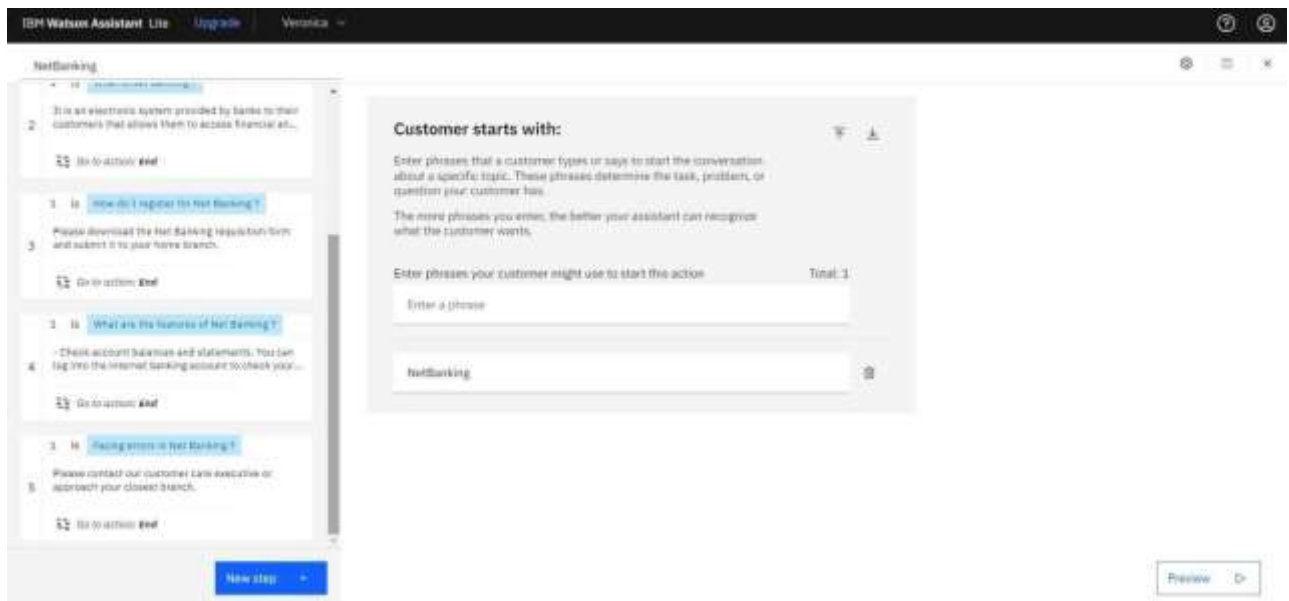 IBM Watson Assistant Lite Upgrade Veronica
NetBanking
It is an electronic system provided by banks to their
2 customers that allows them to access financial an...
Go to action: End
1 is How do I register for Net Banking ?
Please download the Net Banking requisition form
3 and submit it to your home branch.
Go to action: End
1 is What are the features of Net Banking ?
- Check account balances and statements. You can
4 log into the internet banking account to check your...
Go to action: End
1 is Facing errors in Net Banking ?
Please contact our customer care executive or
5 approach your closest branch.
Go to action: End
New step +
Customer starts with:
Enter phrases that a customer types or says to start the conversation
about a specific topic. These phrases determine the task, problem, or
question your customer has.
The more phrases you enter, the better your assistant can recognize
what the customer wants.
Enter phrases your customer might use to start this action Total: 1
Enter a phrase
NetBanking
Preview